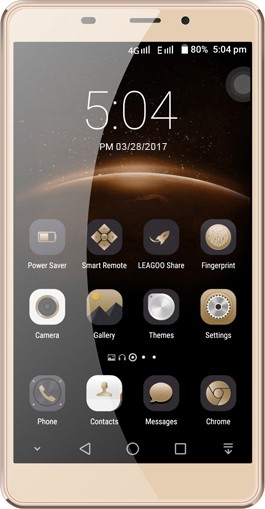 4G E 80% 5:04 pm
5:04
PM 03/28/2017
Power Saver Smart Remote LEAGOO Share Fingerprint
Camera Gallery Themes Settings
Phone Contacts Messages Chrome